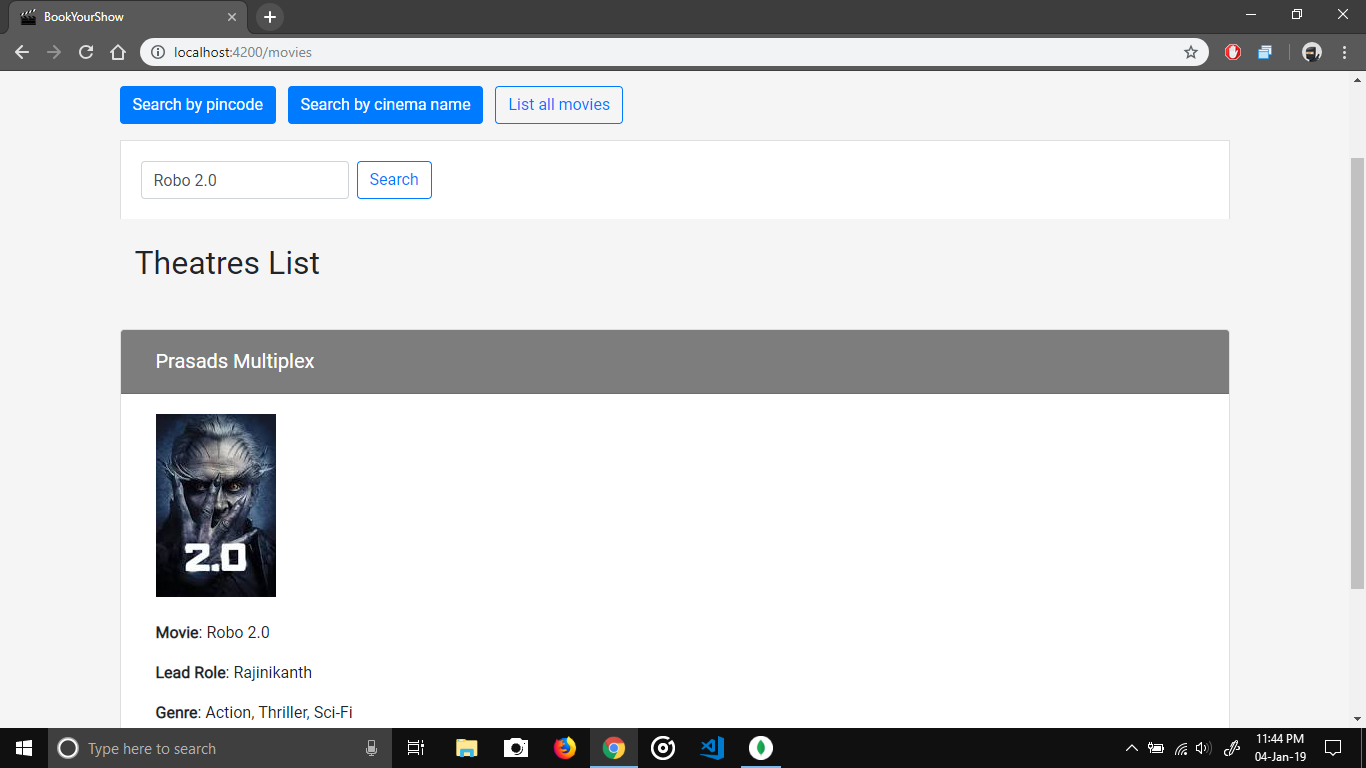 BookYourShow
localhost:4200/movies
Search by pincode Search by cinema name List all movies
Robo 2.0 Search
Theatres List
Prasads Multiplex
2.0
Movie: Robo 2.0
Lead Role: Rajinikanth
Genre: Action, Thriller, Sci-Fi
Type here to search
11:44 PM
04-Jan-19